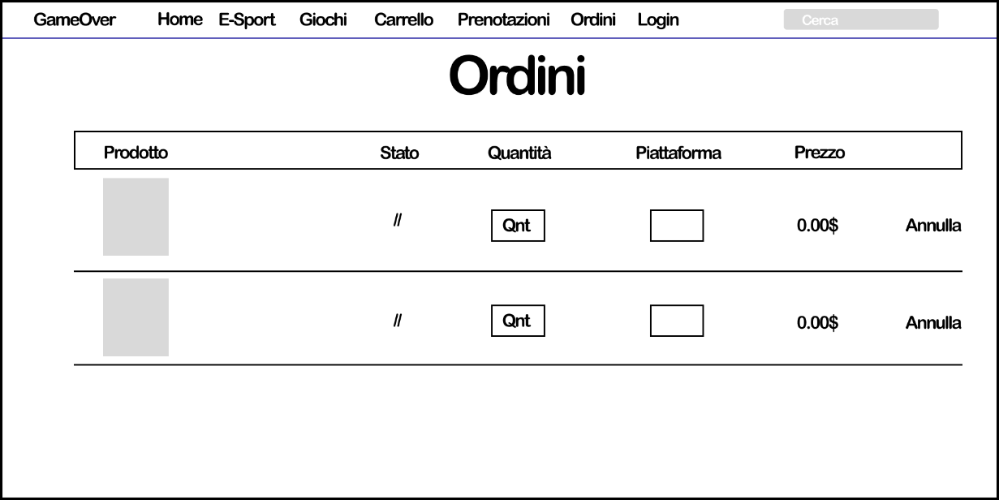 GameOver Home E-Sport Giochi Carrello Prenotazioni Ordini Login Cerca
Ordini
Prodotto Stato Quantità Piattaforma Prezzo
// Qnt 0.00$ Annulla
// Qnt 0.00$ Annulla